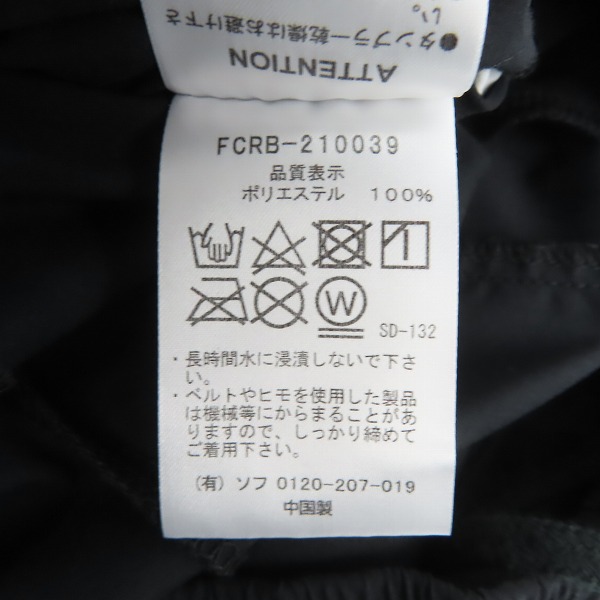 い。
●タンブラー乾燥はお避け下さ
ATTENTION
FCRB-210039
品質表示
ポリエステル 100%
W
SD-132
・長時間水に浸漬しないで下さ
い。
・ベルトやヒモを使用した製品
は機械等にからまることがあ
りますので、しっかり締めて
ご着用下さい。
(有) ソフ 0120-207-019
中国製